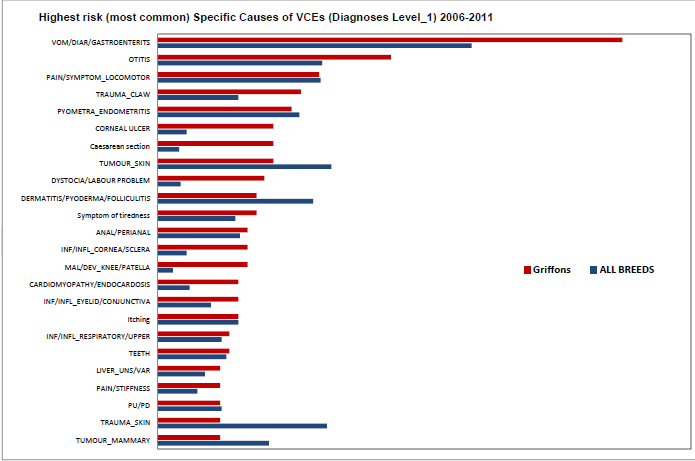 Highest risk (most common) Specific Causes of VCEs (Diagnoses Level_1) 2006-2011
VOM/DIAR/GASTROENTERITS
OTITIS
PAIN/SYMPTOM_LOCOMOTOR
TRAUMA_CLAW
PYOMETRA_ENDOMETRITIS
CORNEAL ULCER
Caesarean section
TUMOUR_SKIN
DYSTOCIA/LABOUR PROBLEM
DERMATITIS/PYODERMA/FOLLICULITIS
Symptom of tiredness
ANAL/PERIANAL
INF/INFL_CORNEA/SCLERA
MAL/DEV_KNEE/PATELLA
Griffons ALL BREEDS
CARDIOMYOPATHY/ENDOCARDOSIS
INF/INFL_EYELID/CONJUNCTIVA
Itching
INF/INFL_RESPIRATORY/UPPER
TEETH
LIVER_UNS/VAR
PAIN/STIFFNESS
PU/PD
TRAUMA_SKIN
TUMOUR_MAMMARY